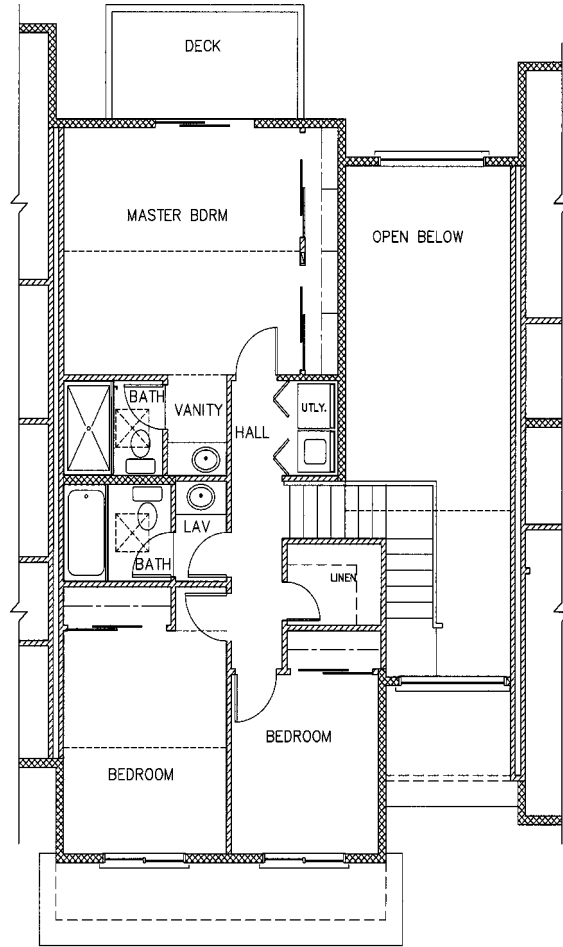 DECK
MASTER BDRM
OPEN BELOW
BATH
VANITY
UTLY.
HALL
LAV
BATH
LINEN
BEDROOM
BEDROOM